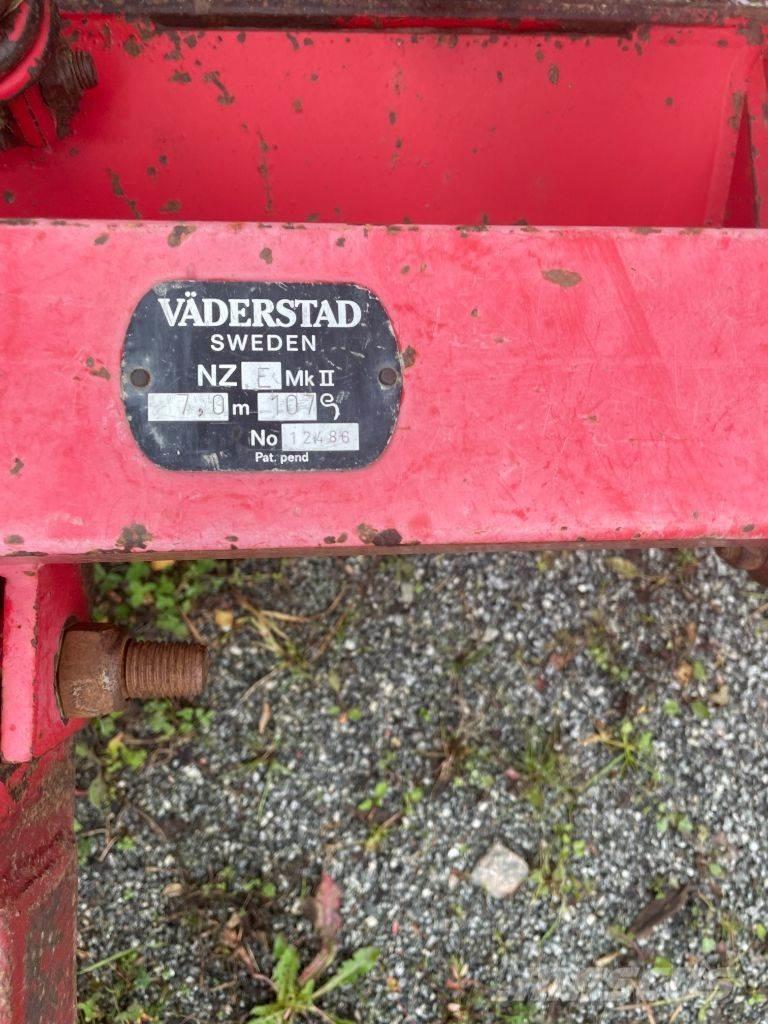 VÄDERSTAD
SWEDEN
NZ E Mk II
7,0 m 107
No 12486
Pat. pend